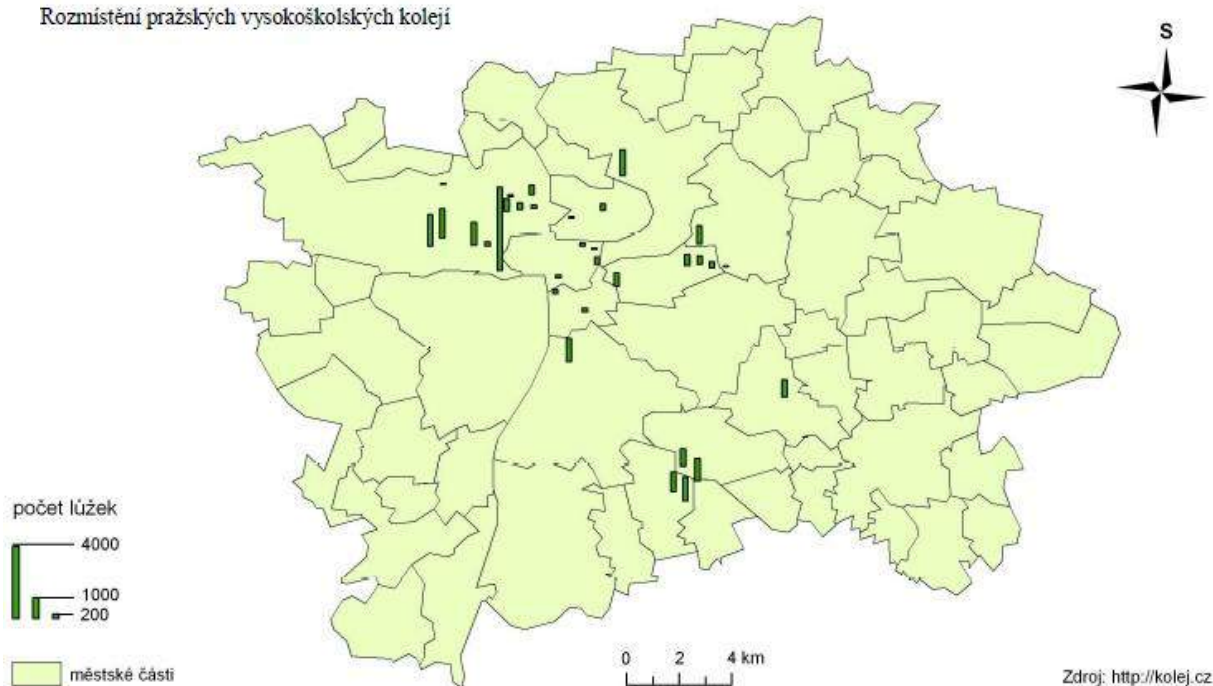 Rozmístění pražských vysokoškolských kolejí
S
počet lůžek
4000
1000
200
městské části
0 2 4 km
Zdroj: http://kolej.cz